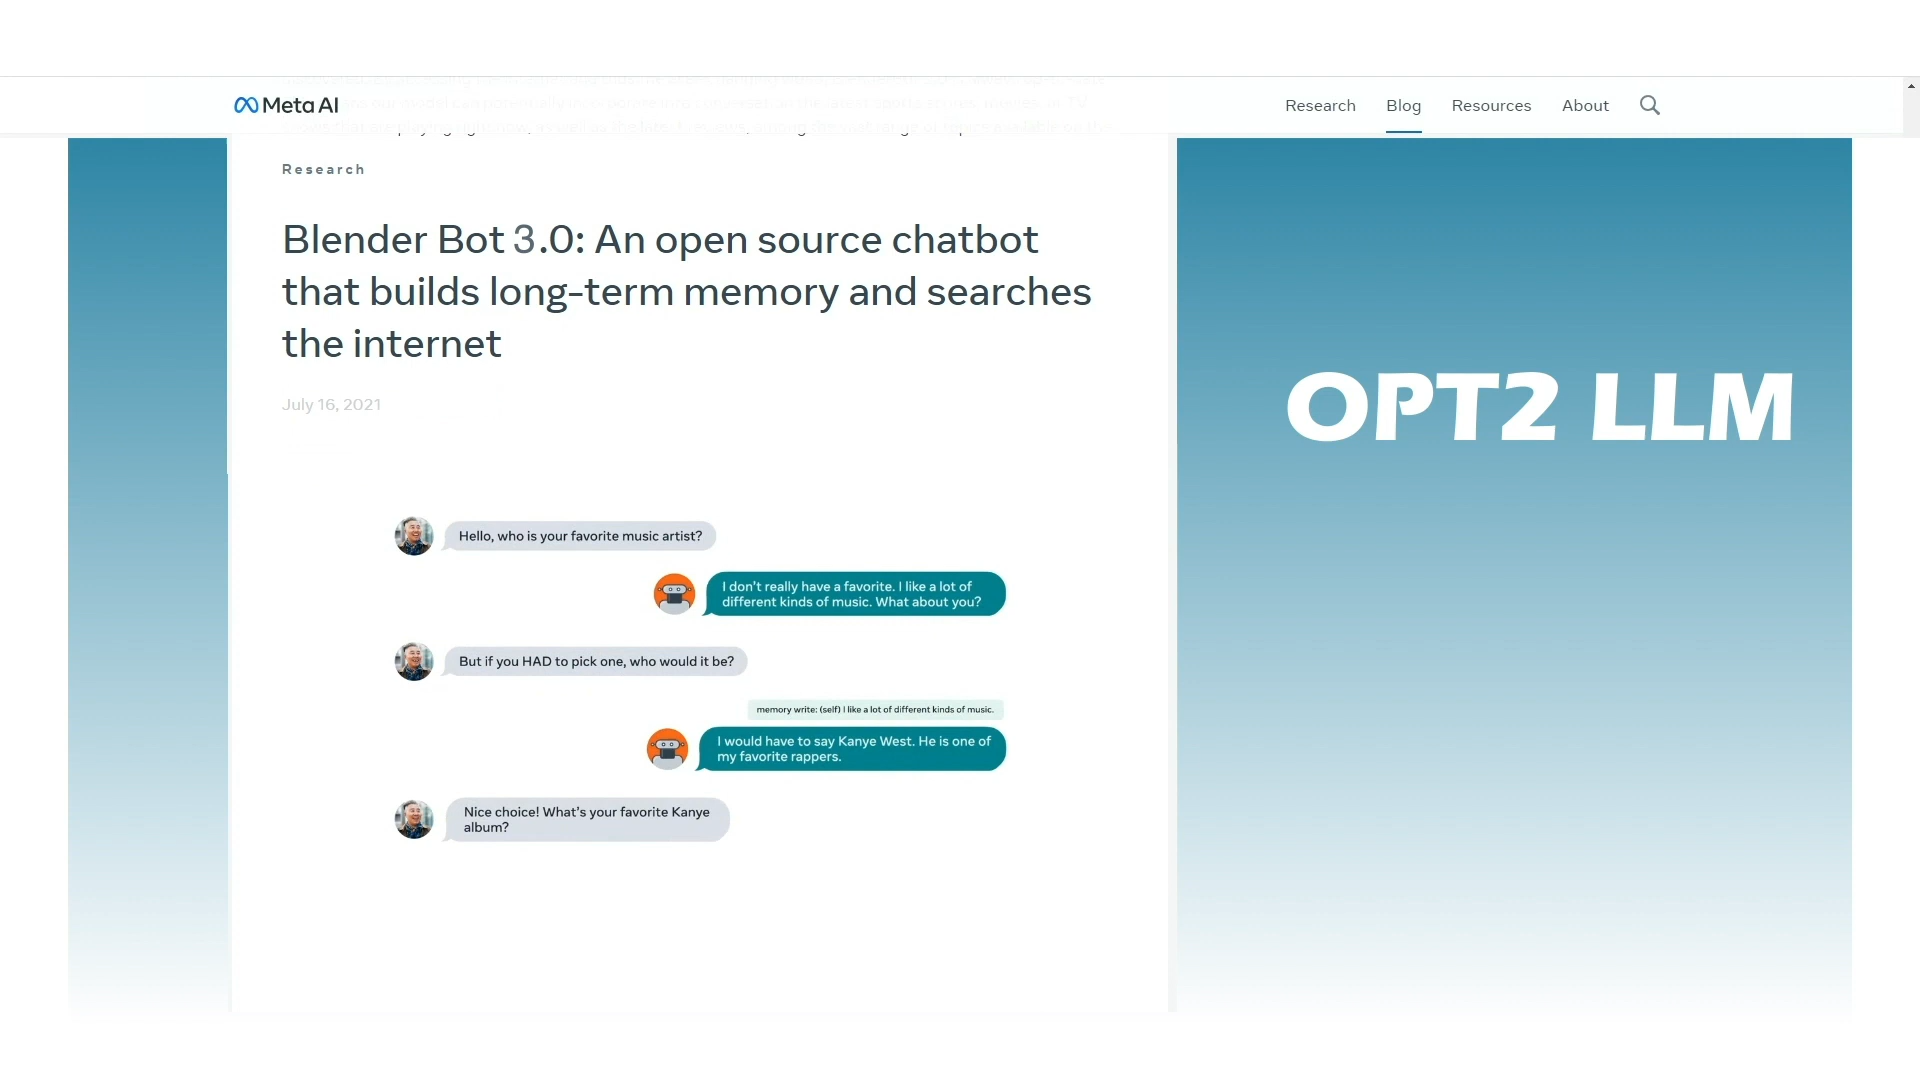 Meta AI
Research
Blog
Resources
About
Research
Blender Bot 3.0: An open source chatbot
that builds long-term memory and searches
the internet
July 16, 2021
OPT2 LLM
Hello, who is your favorite music artist?
I don't really have a favorite. I like a lot of
different kinds of music. What about you?
But if you HAD to pick one, who would it be?
memory write: (self) I like a lot of different kinds of music.
I would have to say Kanye West. He is one of
my favorite rappers.
Nice choice! What's your favorite Kanye
album?